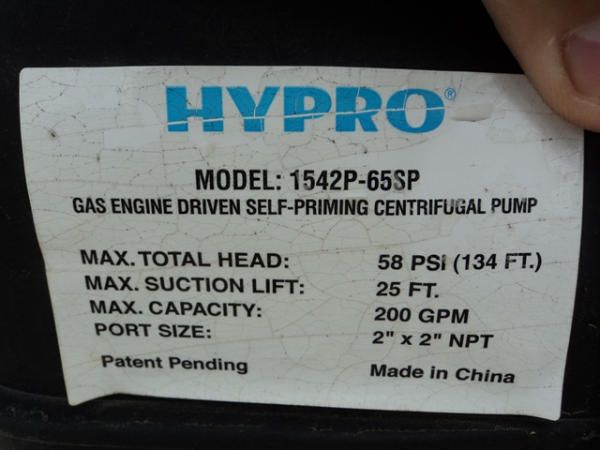 HYPRO®
MODEL: 1542P-65SP
GAS ENGINE DRIVEN SELF-PRIMING CENTRIFUGAL PUMP
MAX. TOTAL HEAD: 58 PSI (134 FT.)
MAX. SUCTION LIFT: 25 FT.
MAX. CAPACITY: 200 GPM
PORT SIZE: 2" x 2" NPT
Patent Pending Made in China